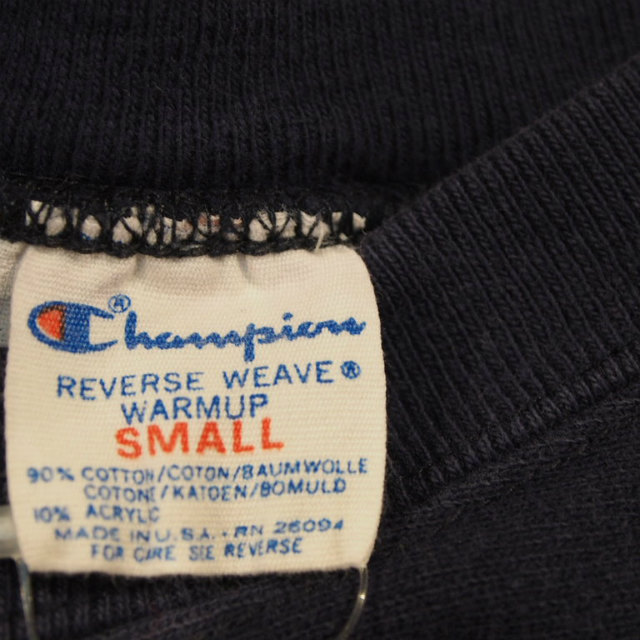 Champion®
REVERSE WEAVE®
WARMUP
SMALL
90% COTTON/COTON/BAUMWOLLE
COTONE/KATOEN/BOMULD
10% ACRYLIC
MADE IN U.S.A. - RN 26094
FOR CARE SEE REVERSE